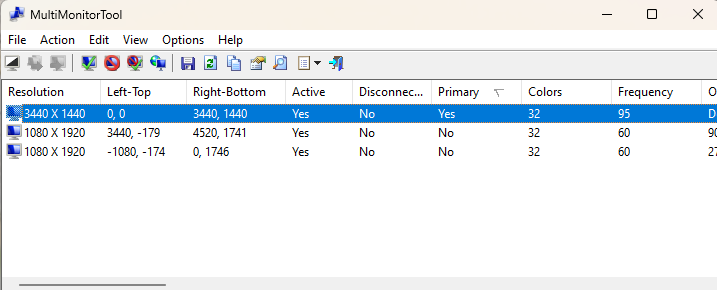 MultiMonitorTool
File Action Edit View Options Help
Resolution Left-Top Right-Bottom Active Disconnec... Primary Colors Frequency O
3440 X 1440 0, 0 3440, 1440 Yes No Yes 32 95 D
1080 X 1920 3440, -179 4520, 1741 Yes No No 32 60 90
1080 X 1920 -1080, -174 0, 1746 Yes No No 32 60 27